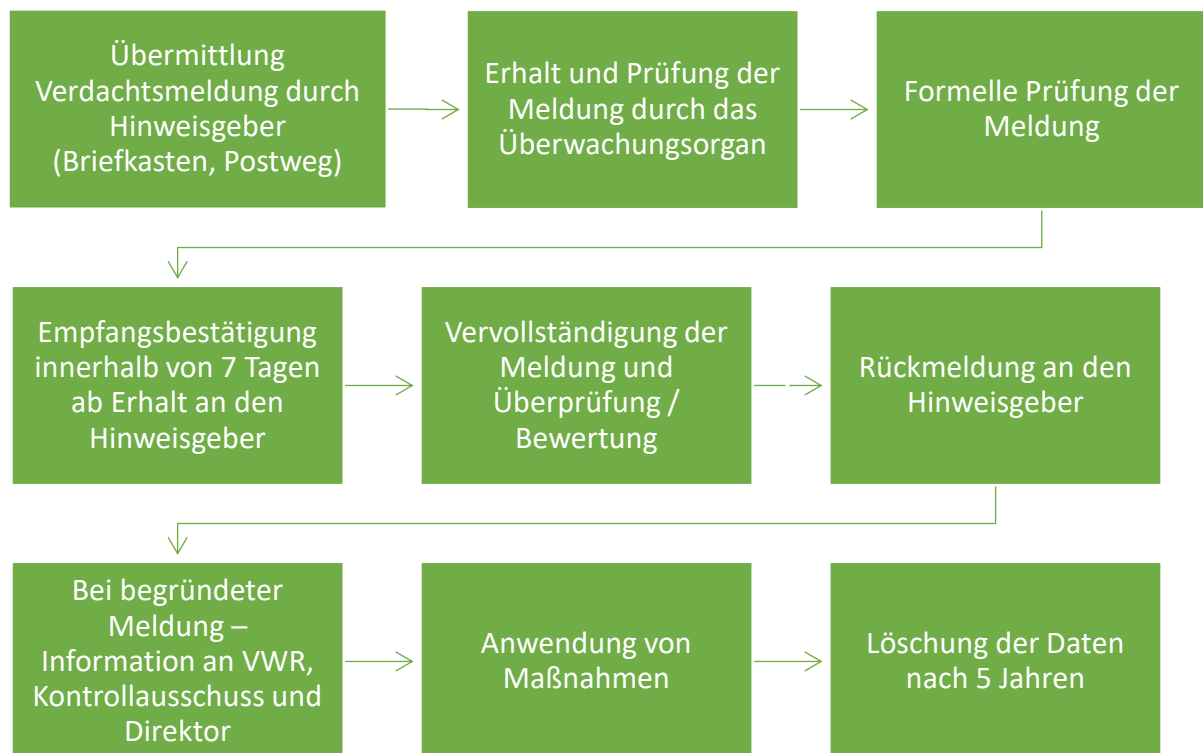 Übermittlung
Verdachtsmeldung durch
Hinweisgeber
(Briefkasten, Postweg)
Erhalt und Prüfung der
Meldung durch das
Überwachungsorgan
Formelle Prüfung der
Meldung
Empfangsbestätigung
innerhalb von 7 Tagen
ab Erhalt an den
Hinweisgeber
Vervollständigung der
Meldung und
Überprüfung /
Bewertung
Rückmeldung an den
Hinweisgeber
Bei begründeter
Meldung –
Information an VWR,
Kontrollausschuss und
Direktor
Anwendung von
Maßnahmen
Löschung der Daten
nach 5 Jahren